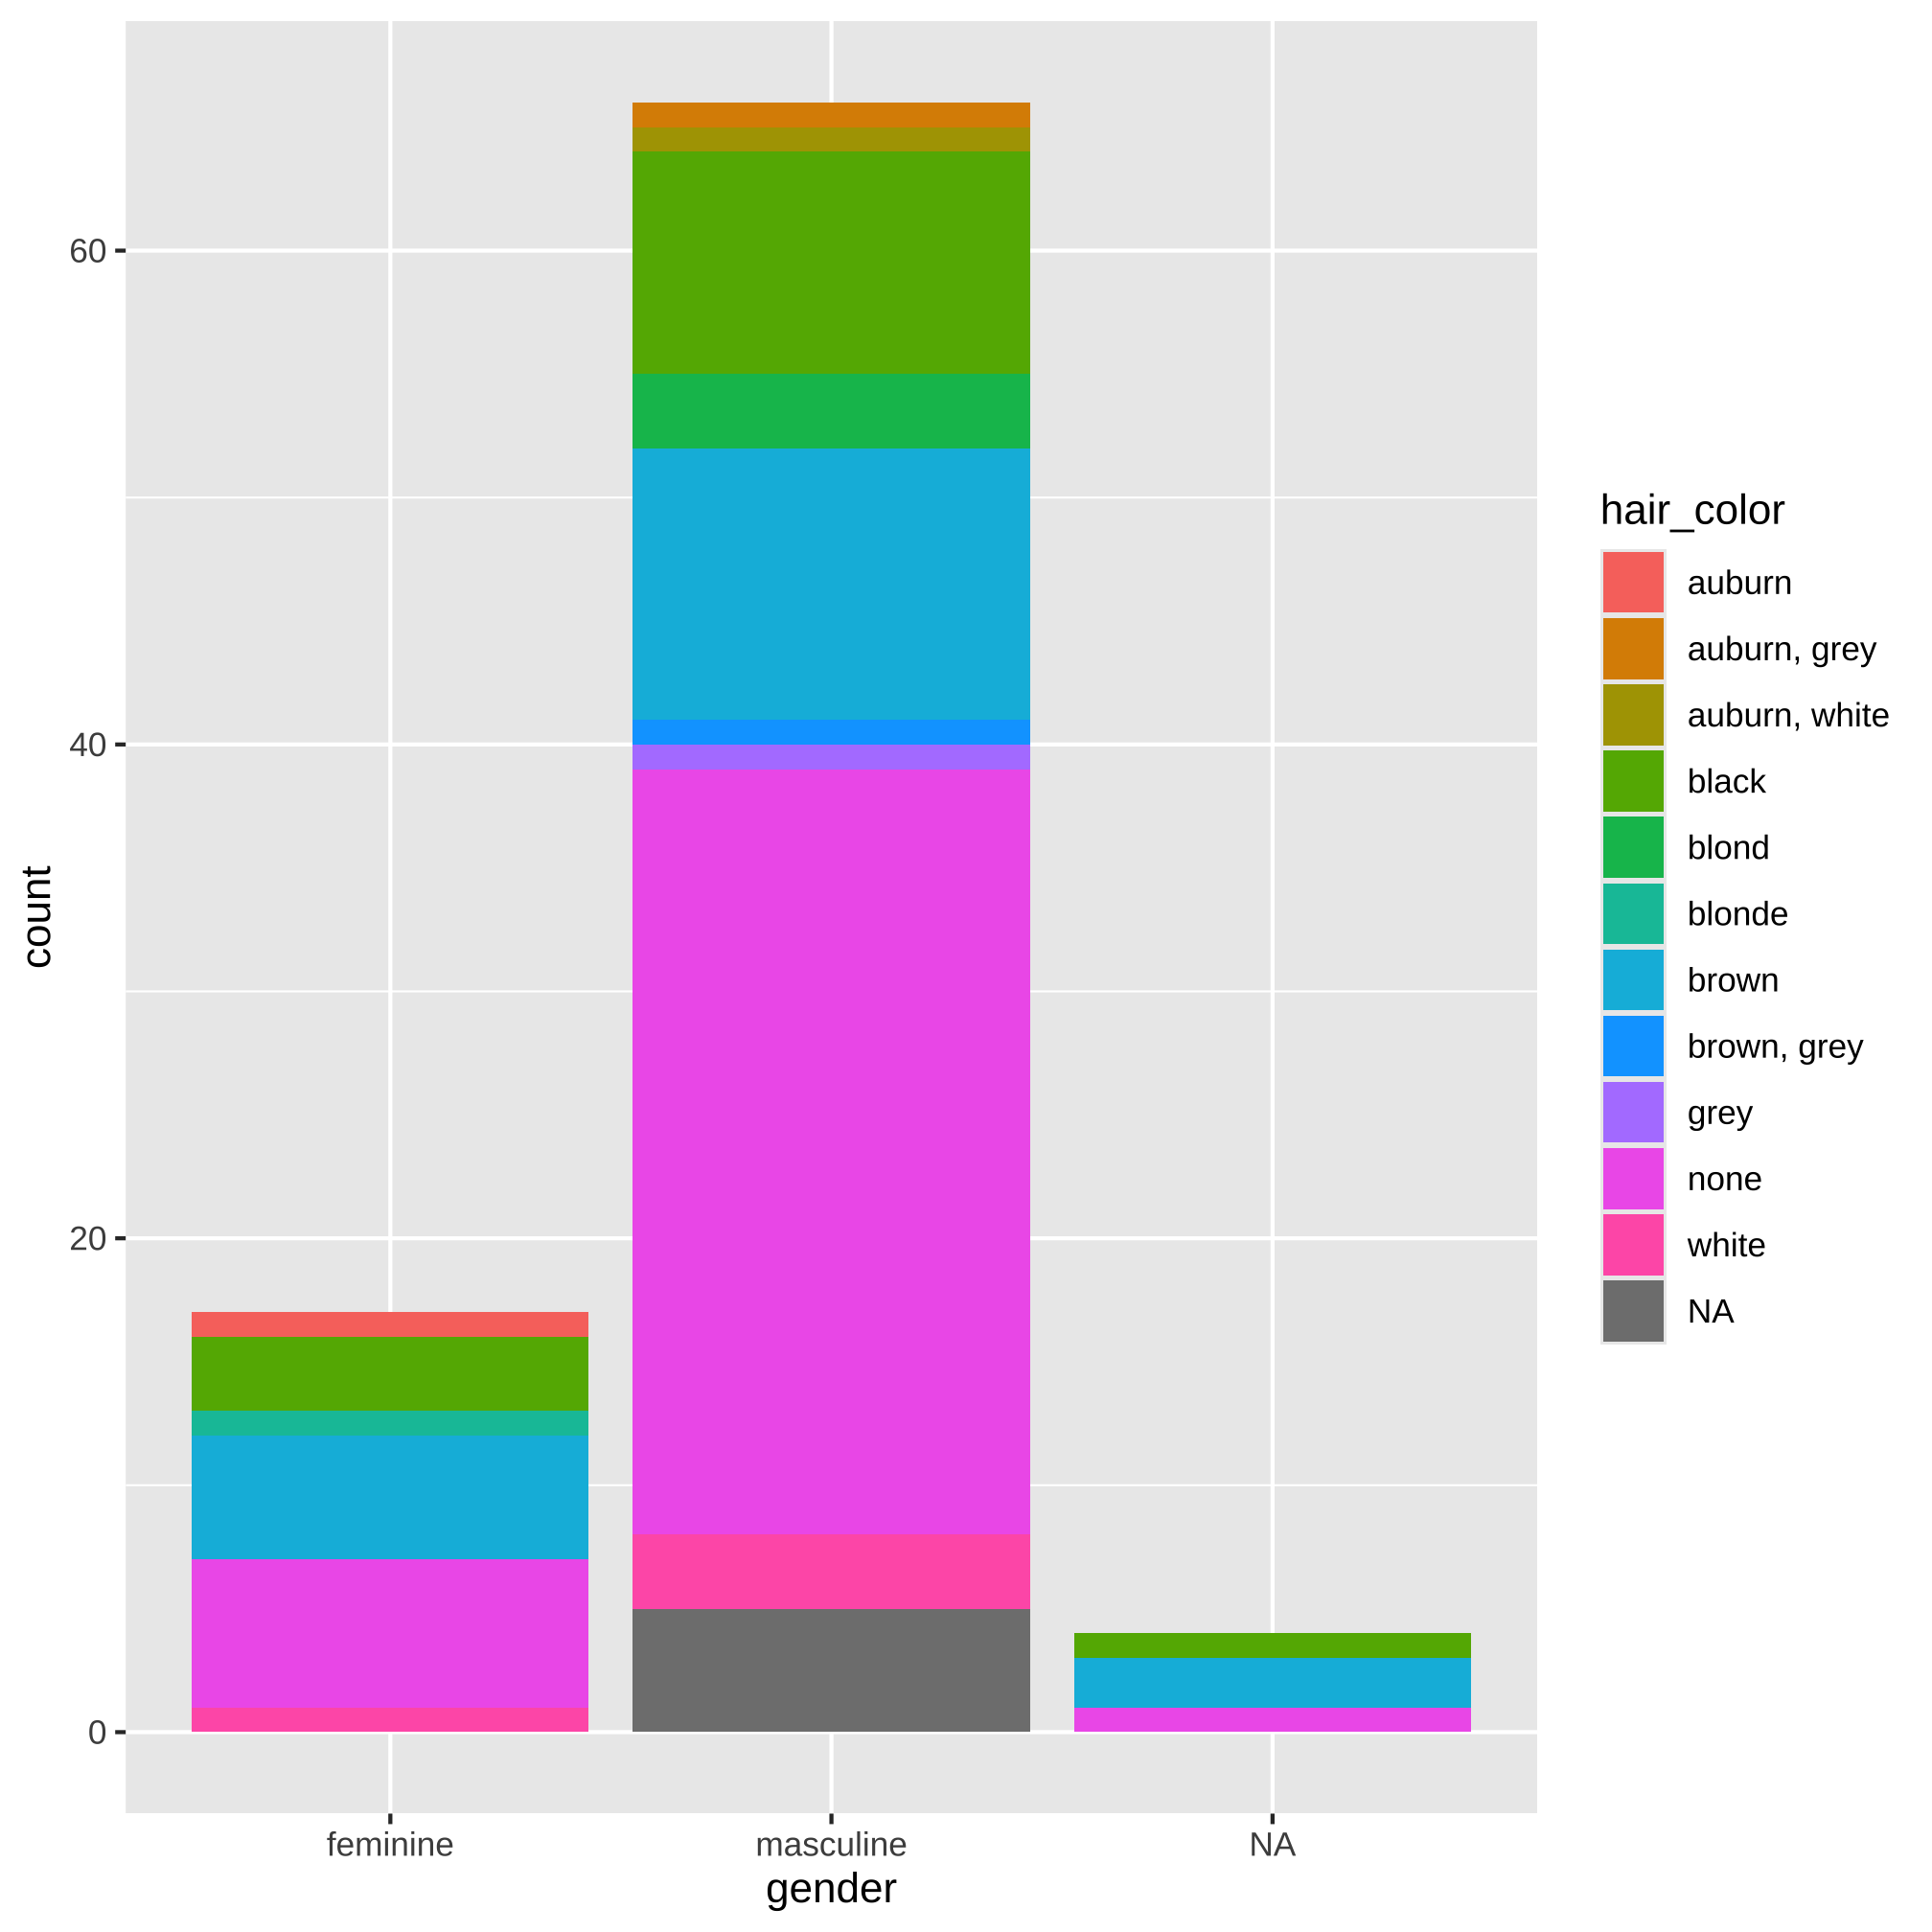 60
40
20
0
count
feminine
masculine
NA
gender
hair_color
auburn
auburn, grey
auburn, white
black
blond
blonde
brown
brown, grey
grey
none
white
NA